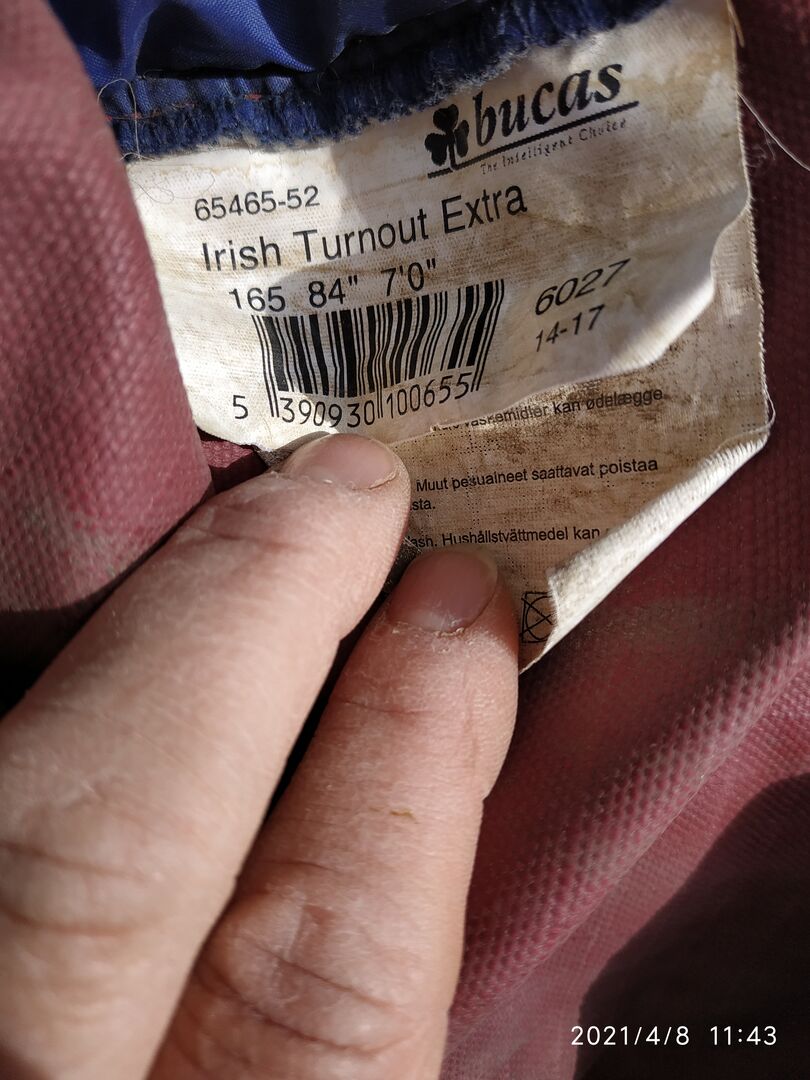 bucas
The Intelligent Choice
65465-52
Irish Turnout Extra
165 84" 7'0"
6027
14-17
5 390930 100655
kan ødelægge
Muut pesuaineet saattavat poistaa
sta.
ash. Hushållstvättmedel kan
2021/4/8 11:43